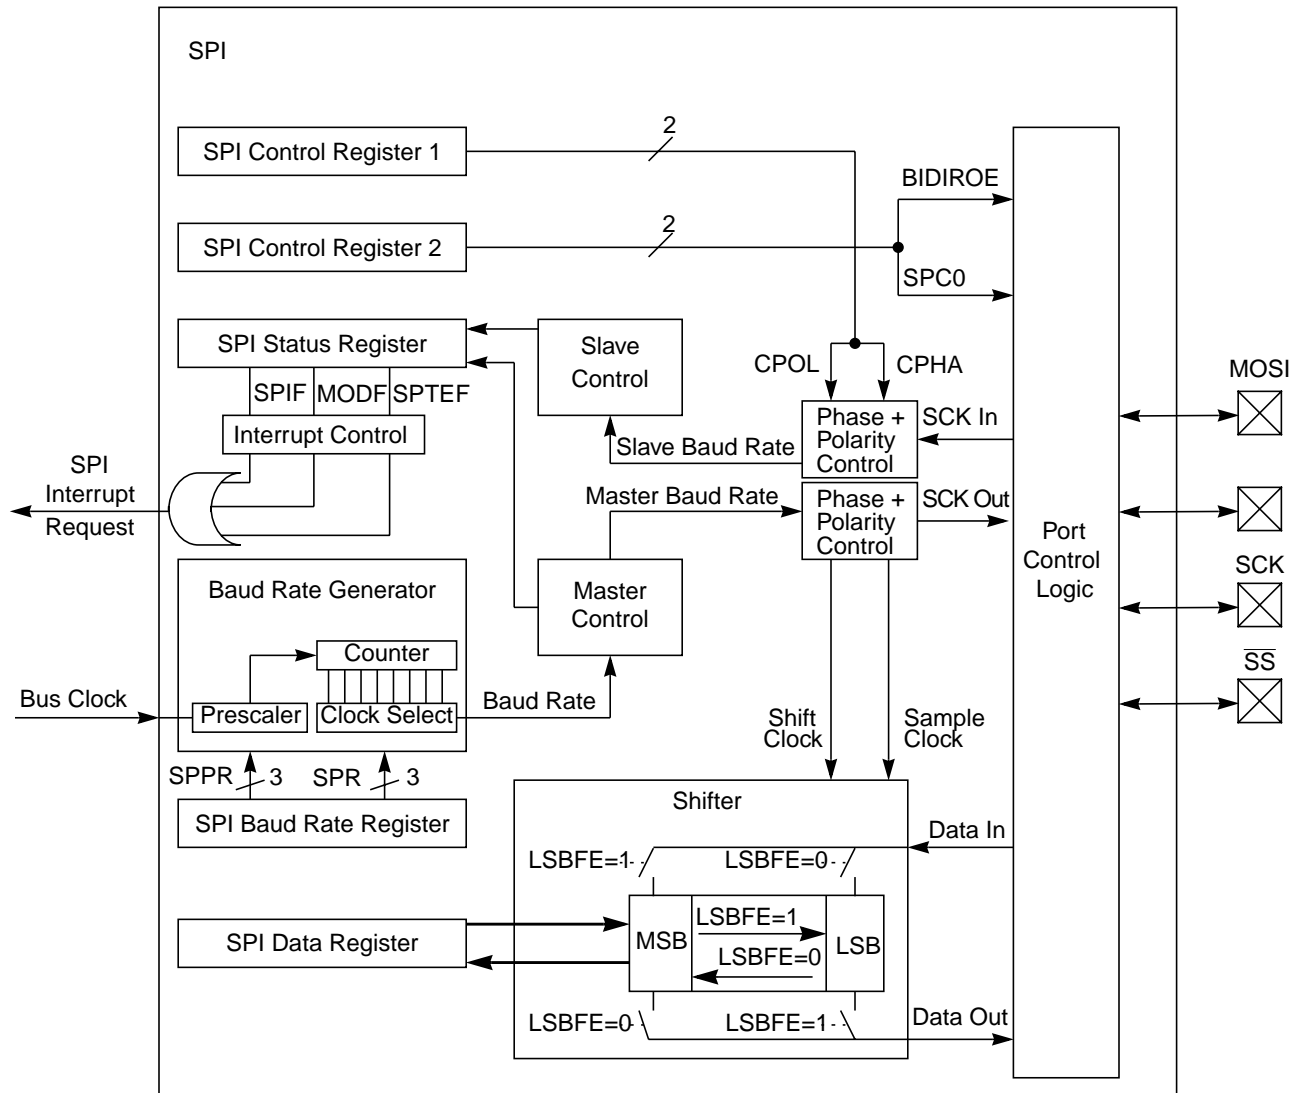 SPI
SPI Control Register 1
2
BIDIROE
SPI Control Register 2
2
SPC0
SPI Status Register
Slave
Control
CPOL
CPHA
MOSI
SPIF
MODF
SPTEF
Interrupt Control
Phase +
Polarity
Control
SCK In
Slave Baud Rate
SPI
Interrupt
Request
Master Baud Rate
Phase +
Polarity
Control
SCK Out
Port
Control
Logic
SCK
Baud Rate Generator
Master
Control
Counter
SS
Bus Clock
Prescaler
Clock Select
Baud Rate
Shift
Clock
Sample
Clock
SPPR
3
SPR
3
Shifter
SPI Baud Rate Register
Data In
LSBFE=1
LSBFE=0
SPI Data Register
MSB
LSBFE=1
LSBFE=0
LSB
LSBFE=0
LSBFE=1
Data Out